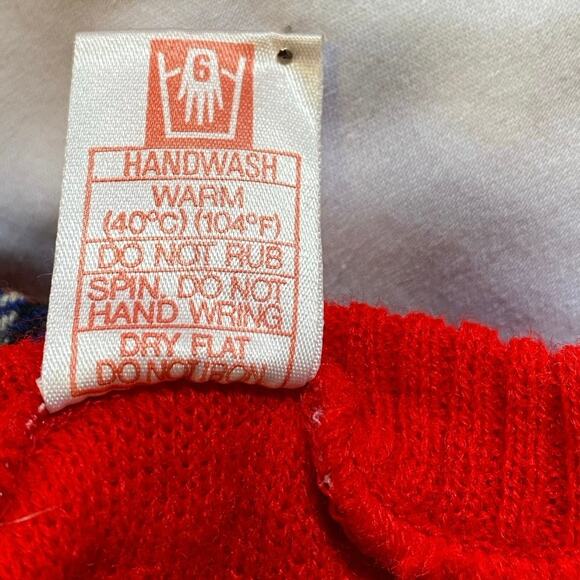 6
HANDWASH
WARM
(40°C) (104°F)
DO NOT RUB
SPIN, DO NOT
HAND WRING
DRY FLAT
DO NOT IRON